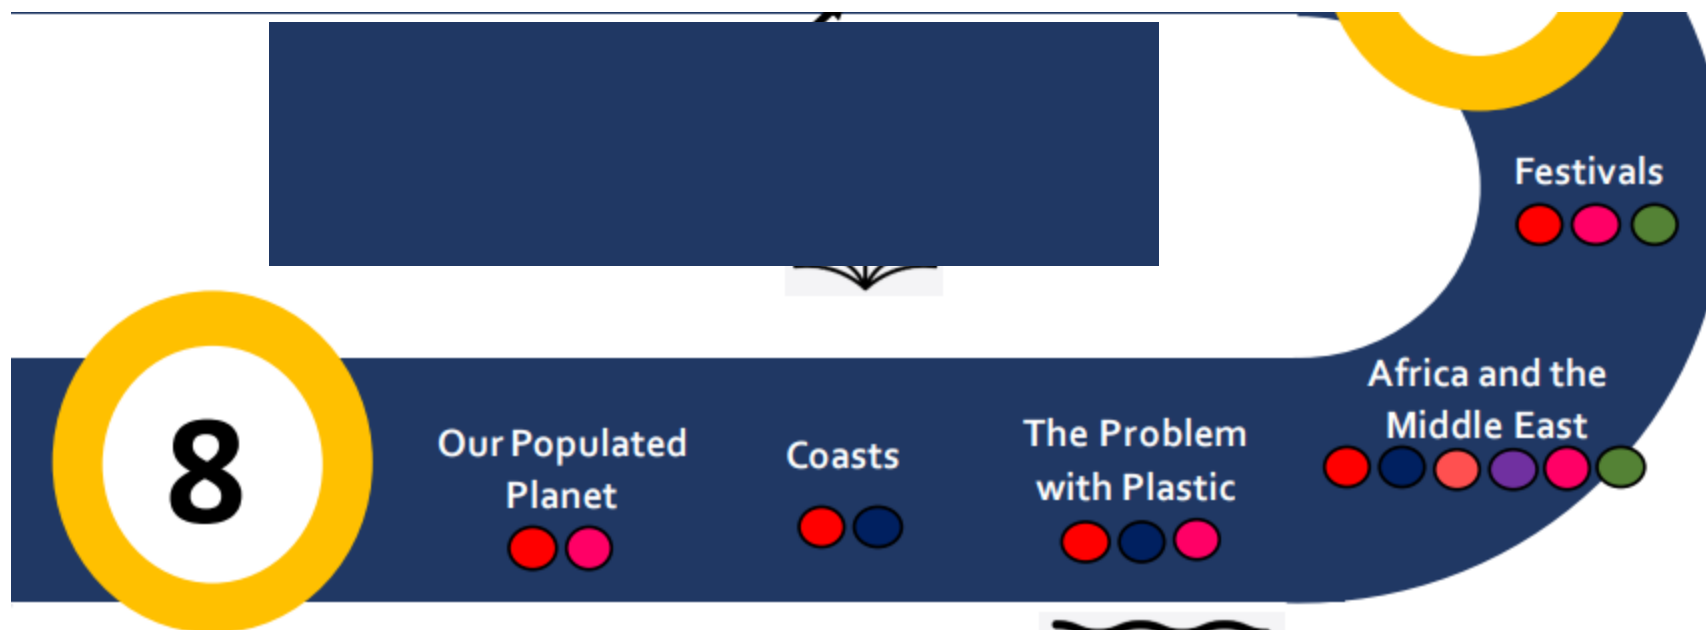 Festivals
Africa and the
Middle East
8
Our Populated
Planet
Coasts
The Problem
with Plastic